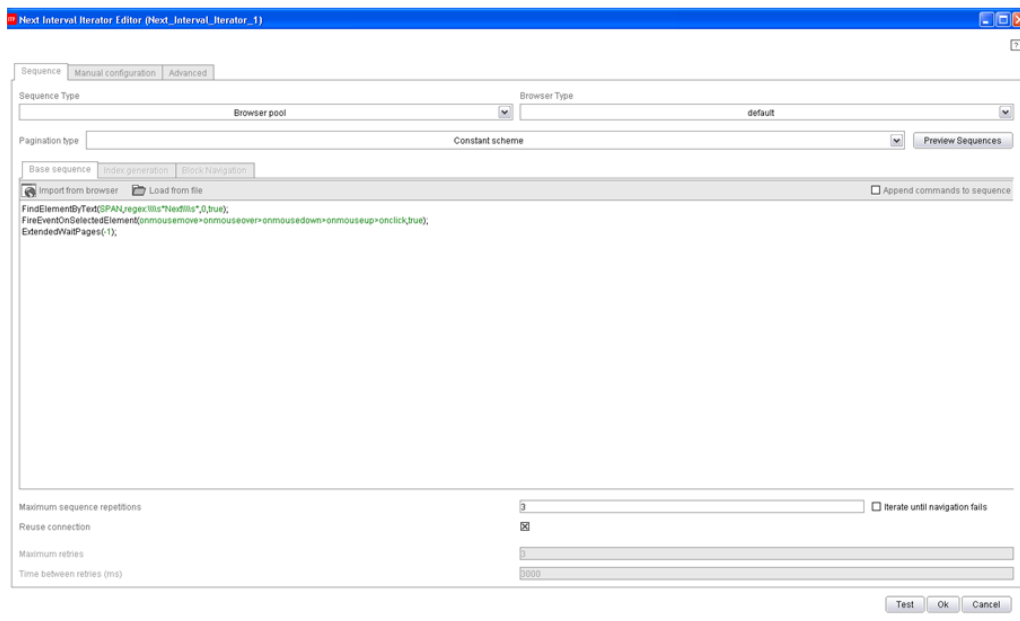 Next Interval Iterator Editor (Next_Interval_Iterator_1)
?
Sequence Manual configuration Advanced
Sequence Type Browser Type
Browser pool default
Pagination type Constant scheme Preview Sequences
Base sequence Index generation Block Navigation
Import from browser Load from file Append commands to sequence
FindElementByText(SPAN,regex:\\\\s*Next\\\\s*,0,true);
FireEventOnSelectedElement(onmousemove>onmouseover>onmousedown>onmouseup>onclick,true);
ExtendedWaitPages(-1);
Maximum sequence repetitions 3 Iterate until navigation fails
Reuse connection
Maximum retries 3
Time between retries (ms) 3000
Test Ok Cancel